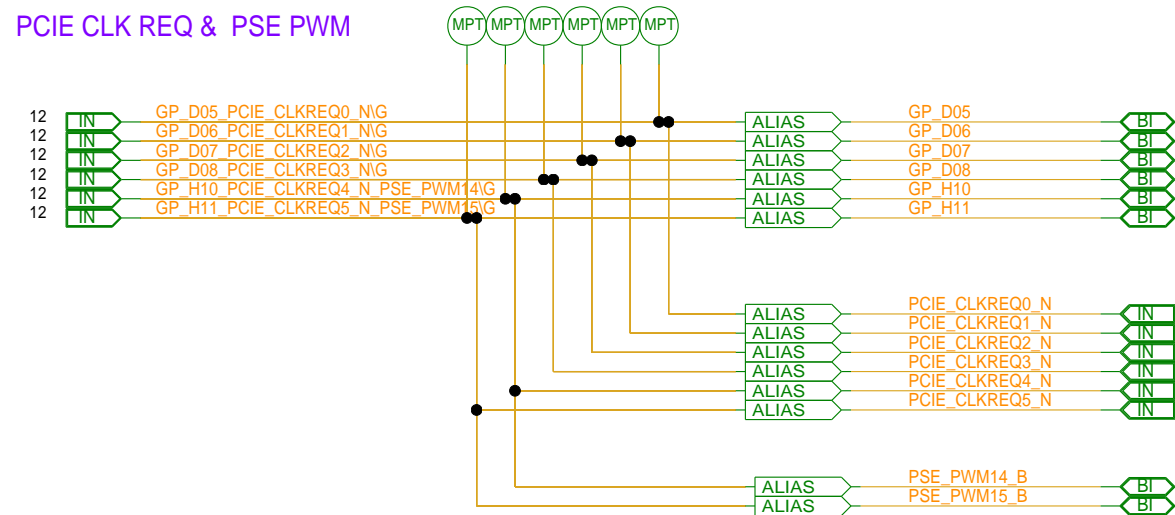 PCIE CLK REQ & PSE PWM
MPT MPT MPT MPT MPT MPT
12 IN GP_D05_PCIE_CLKREQ0_N\G ALIAS GP_D05 BI
12 IN GP_D06_PCIE_CLKREQ1_N\G ALIAS GP_D06 BI
12 IN GP_D07_PCIE_CLKREQ2_N\G ALIAS GP_D07 BI
12 IN GP_D08_PCIE_CLKREQ3_N\G ALIAS GP_D08 BI
12 IN GP_H10_PCIE_CLKREQ4_N_PSE_PWM14\G ALIAS GP_H10 BI
12 IN GP_H11_PCIE_CLKREQ5_N_PSE_PWM15\G ALIAS GP_H11 BI
ALIAS PCIE_CLKREQ0_N IN
ALIAS PCIE_CLKREQ1_N IN
ALIAS PCIE_CLKREQ2_N IN
ALIAS PCIE_CLKREQ3_N IN
ALIAS PCIE_CLKREQ4_N IN
ALIAS PCIE_CLKREQ5_N IN
ALIAS PSE_PWM14_B BI
ALIAS PSE_PWM15_B BI